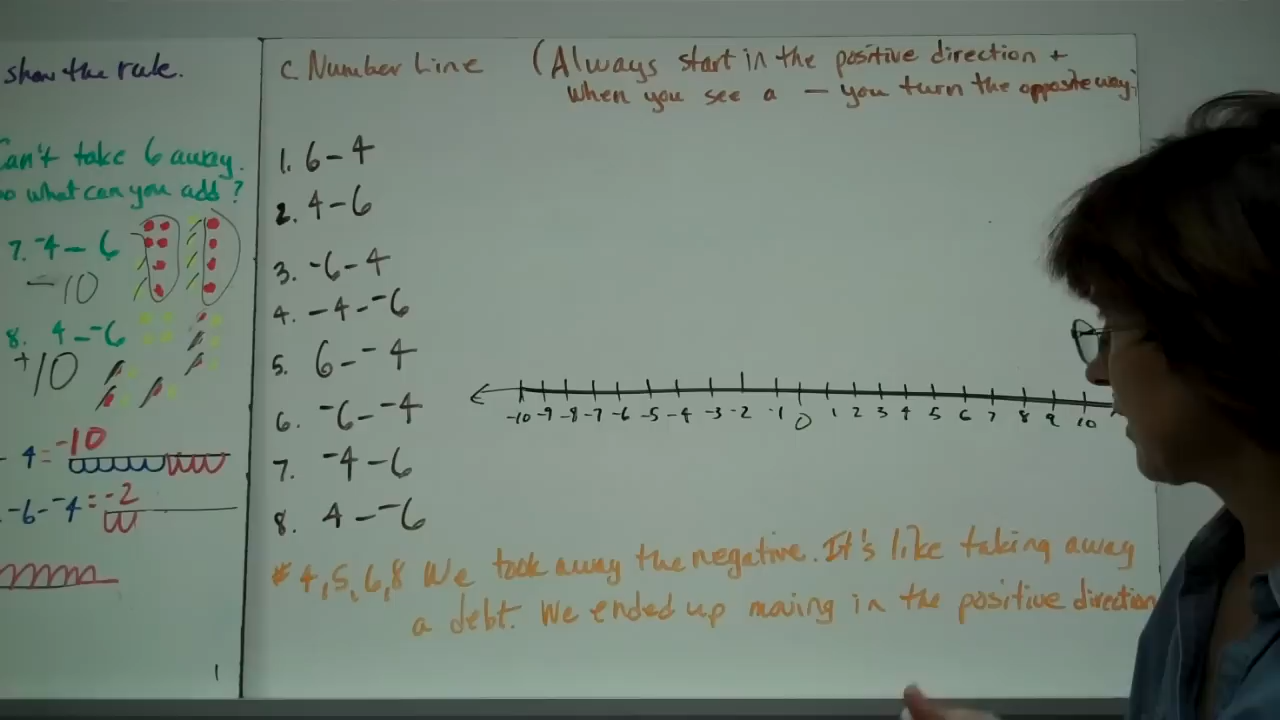 show the rule.
Can't take 6 away.
so what can you add?
7. -4 - 6
-10
8. 4 - -6
+10
- 4 = -10
-6 - -4 = -2
1
C Number Line (Always start in the positive direction +
when you see a - you turn the opposite way.
1. 6 - 4
2. 4 - 6
3. -6 - 4
4. -4 - -6
5. 6 - -4
6. -6 - -4
7. -4 - 6
8. 4 - -6
-10 -9 -8 -7 -6 -5 -4 -3 -2 -1 0 1 2 3 4 5 6 7 8 9 10
* 4, 5, 6, 8 We took away the negative. It's like taking away
a debt. We ended up moving in the positive direction